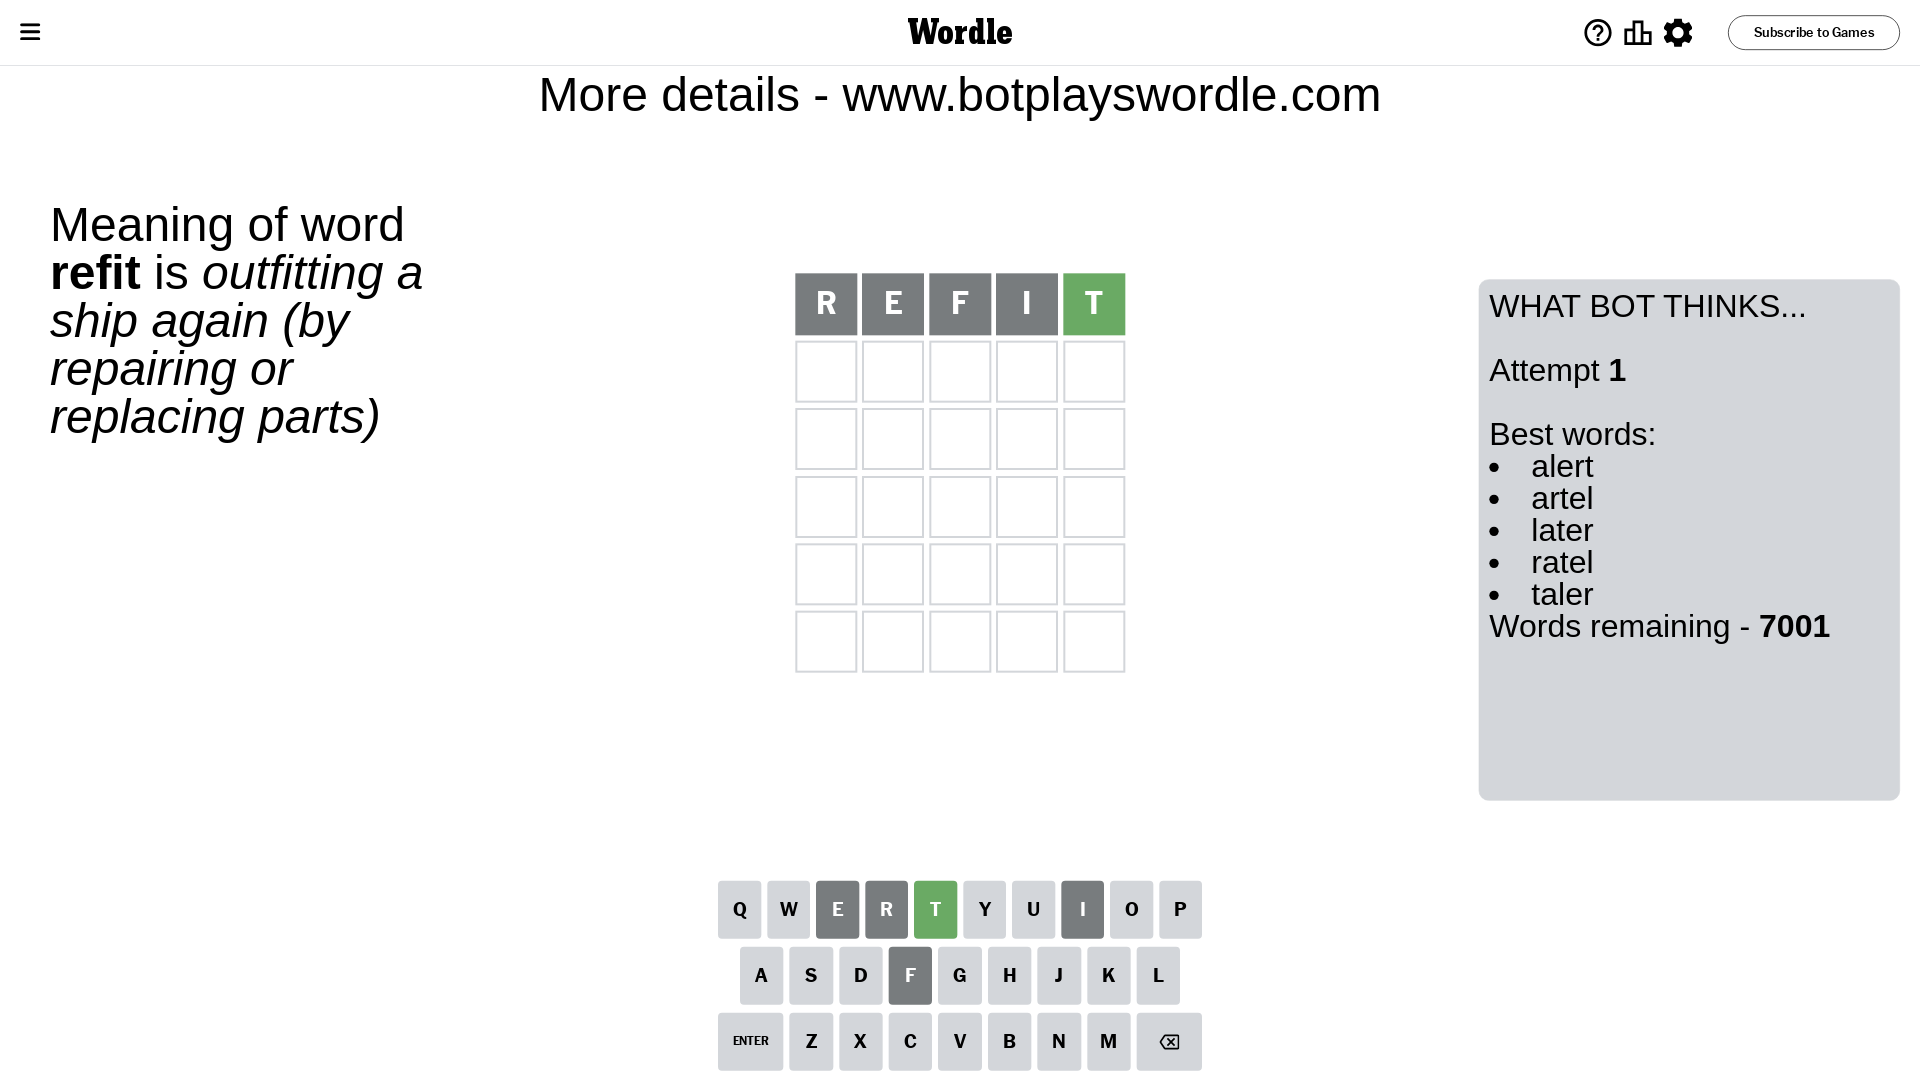 Wordle
Subscribe to Games
More details - www.botplayswordle.com
Meaning of word
refit is outfitting a
ship again (by
repairing or
replacing parts)
R E F I T
WHAT BOT THINKS...
Attempt 1
Best words:
• alert
• artel
• later
• ratel
• taler
Words remaining - 7001
Q W E R T Y U I O P
A S D F G H J K L
ENTER Z X C V B N M